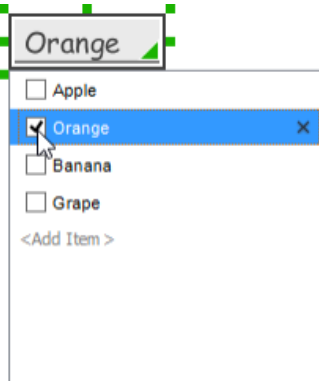 Orange
Apple
Orange
Banana
Grape
<Add Item >